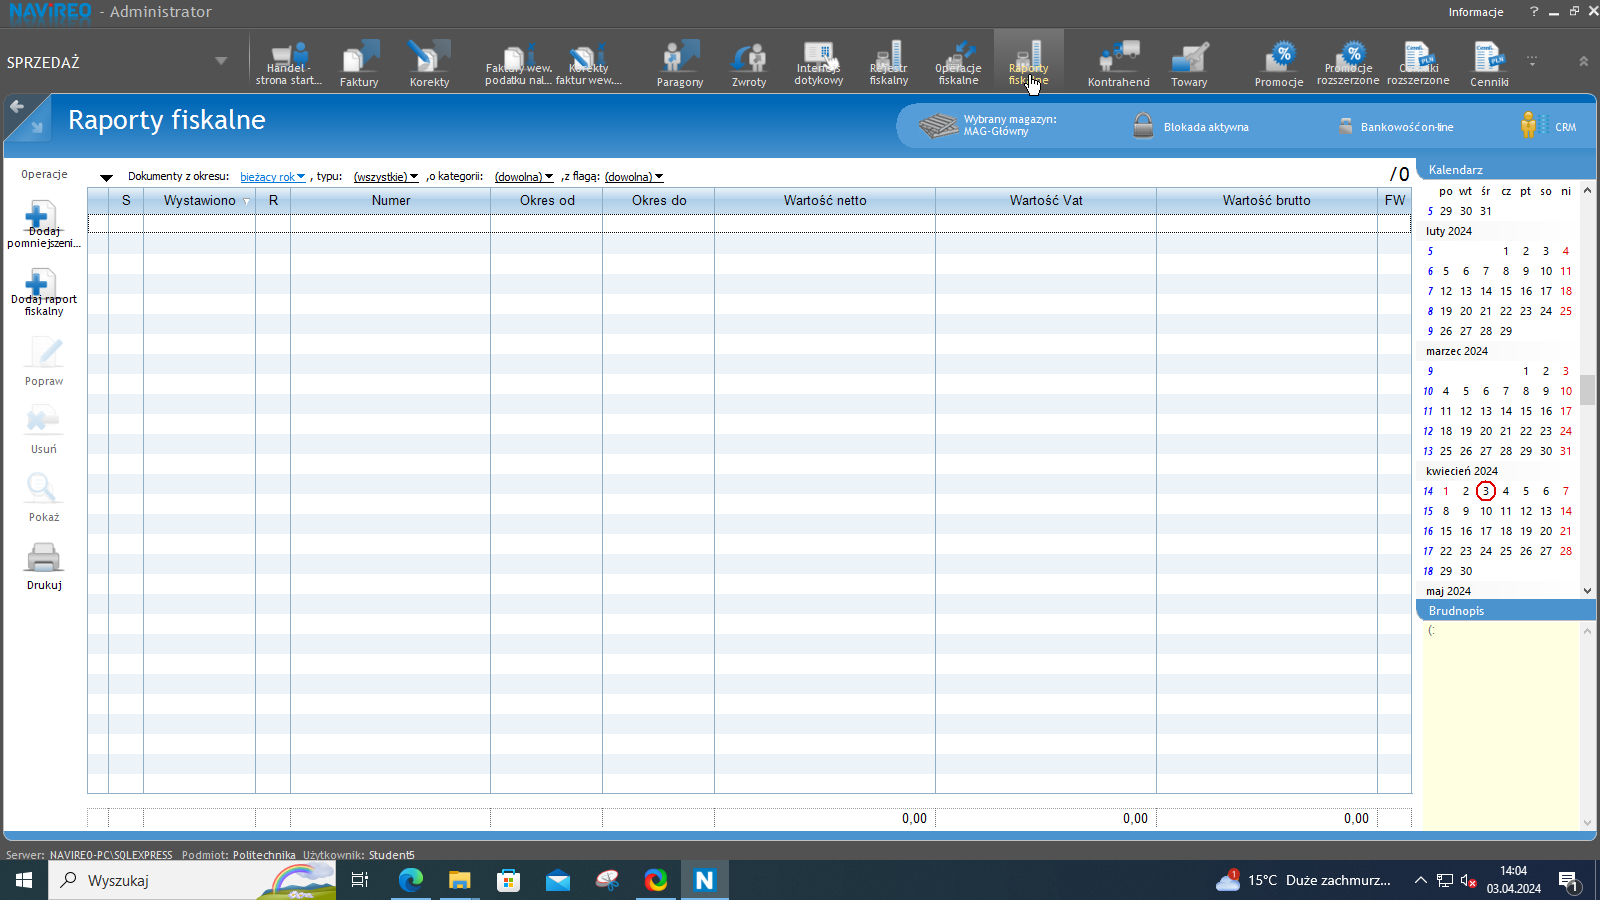 NAVIREO - Administrator
Informacje
SPRZEDAŻ
Handel -
strona start...
Faktury
Korekty
Faktury wew.
podatku nal...
Korekty
faktur wew....
Paragony
Zwroty
Interfejs
dotykowy
Rejestr
fiskalny
Operacje
fiskalne
Raporty
fiskalne
Kontrahenci
Towary
Promocje
Promocje
rozszerzone
Cenniki
rozszerzone
Cenniki
Raporty fiskalne
Wybrany magazyn:
MAG-Główny
Blokada aktywna
Bankowość on-line
CRM
Operacje
Dokumenty z okresu: bieżący rok , typu: (wszystkie) ,o kategorii: (dowolna) ,z flagą: (dowolna)
/0
S Wystawiono R Numer Okres od Okres do Wartość netto Wartość Vat Wartość brutto FW
Dodaj
pomniejszeni...
Dodaj raport
fiskalny
Popraw
Usuń
Pokaż
Drukuj
0,00 0,00 0,00
Kalendarz
po wt śr cz pt so ni
5 29 30 31
luty 2024
5 1 2 3 4
6 5 6 7 8 9 10 11
7 12 13 14 15 16 17 18
8 19 20 21 22 23 24 25
9 26 27 28 29
marzec 2024
9 1 2 3
10 4 5 6 7 8 9 10
11 11 12 13 14 15 16 17
12 18 19 20 21 22 23 24
13 25 26 27 28 29 30 31
kwiecień 2024
14 1 2 3 4 5 6 7
15 8 9 10 11 12 13 14
16 15 16 17 18 19 20 21
17 22 23 24 25 26 27 28
18 29 30
maj 2024
Brudnopis
(:
Serwer: NAVIREO-PC\SQLEXPRESS Podmiot: Politechnika Użytkownik: Student5
Wyszukaj
1
15°C Duże zachmurz...
14:04
03.04.2024
1